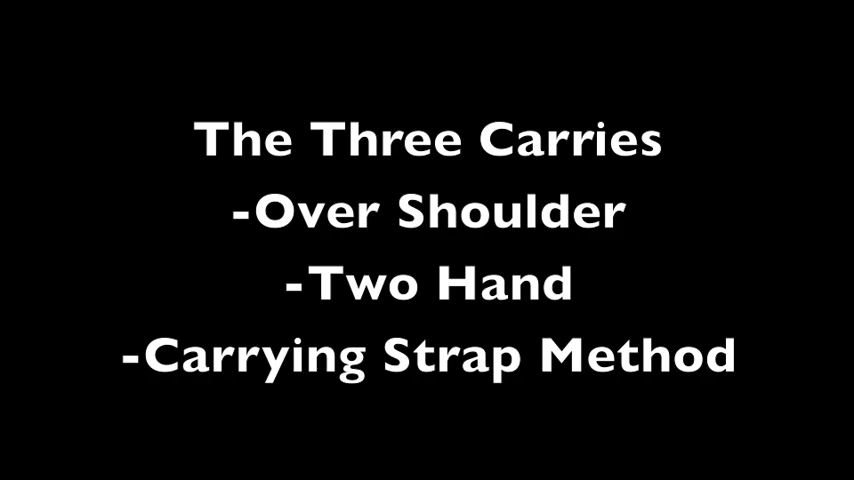 The Three Carries
-Over Shoulder
-Two Hand
-Carrying Strap Method